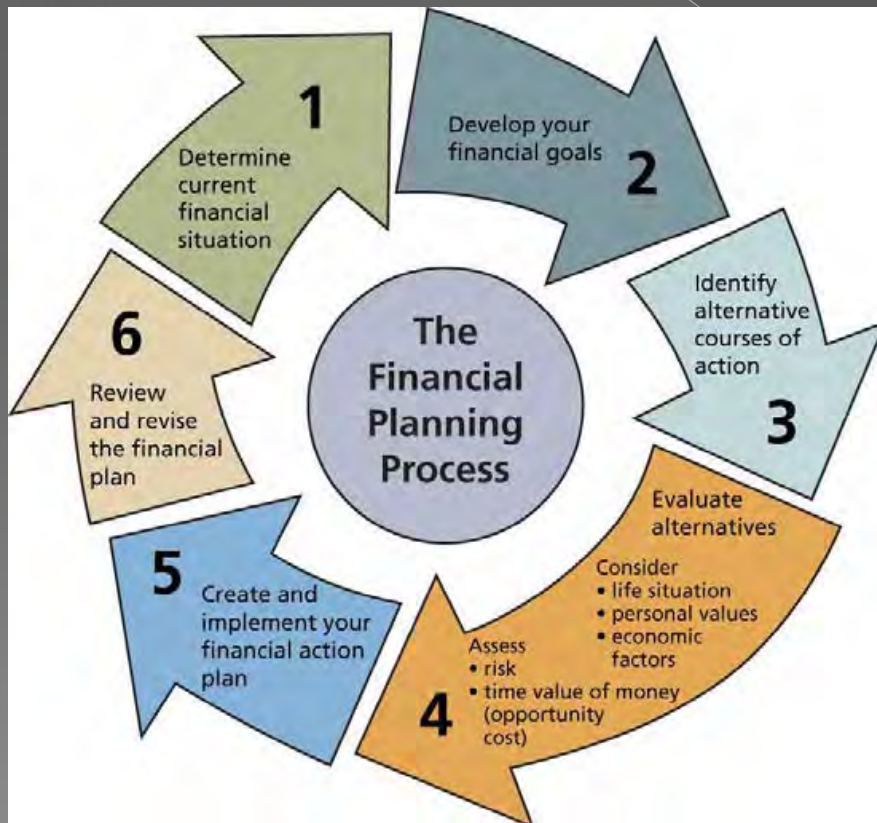 The
Financial
Planning
Process
1
Determine
current
financial
situation
Develop your
financial goals
2
Identify
alternative
courses of
action
3
Evaluate
alternatives
Consider
• life situation
• personal values
• economic
factors
Assess
• risk
• time value of money
(opportunity
cost)
4
5
Create and
implement your
financial action
plan
6
Review
and revise
the financial
plan